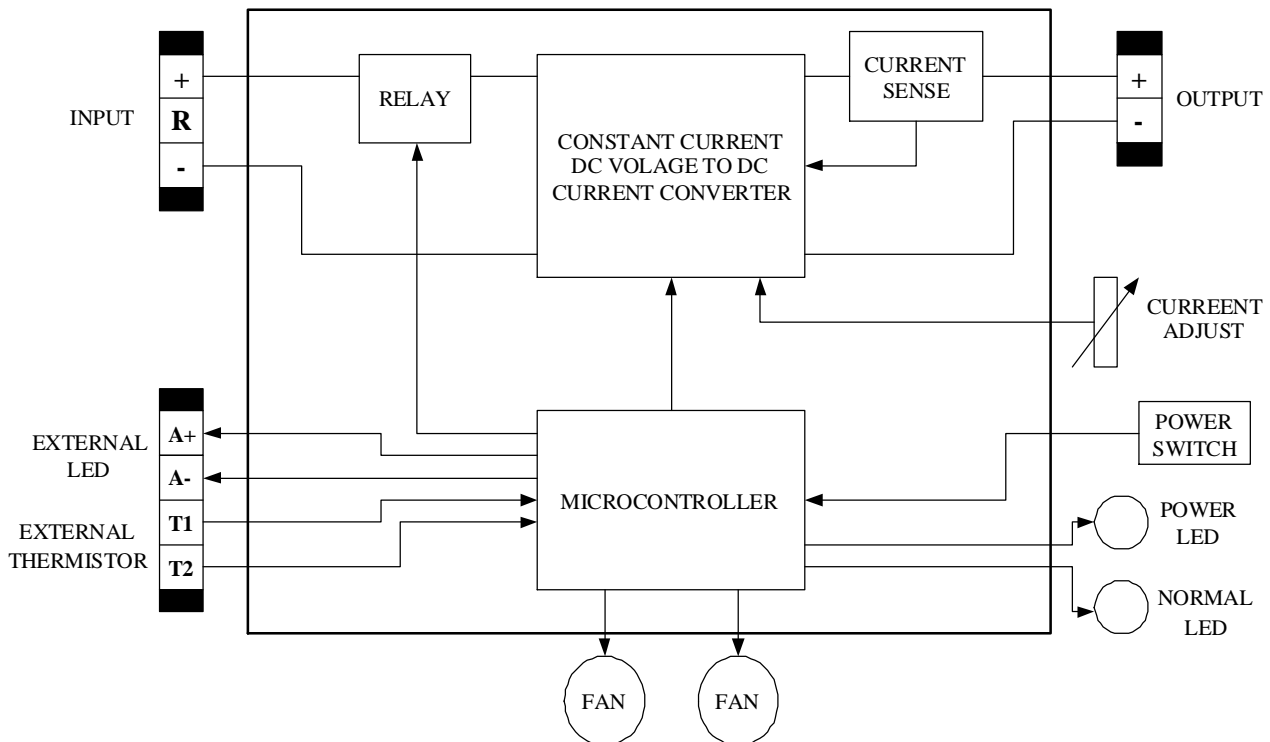 INPUT
+
R
-
RELAY
CONSTANT CURRENT
DC VOLAGE TO DC
CURRENT CONVERTER
CURRENT
SENSE
+
-
OUTPUT
CURREENT
ADJUST
EXTERNAL
LED
EXTERNAL
THERMISTOR
A+
A-
T1
T2
MICROCONTROLLER
POWER
SWITCH
POWER
LED
NORMAL
LED
FAN
FAN